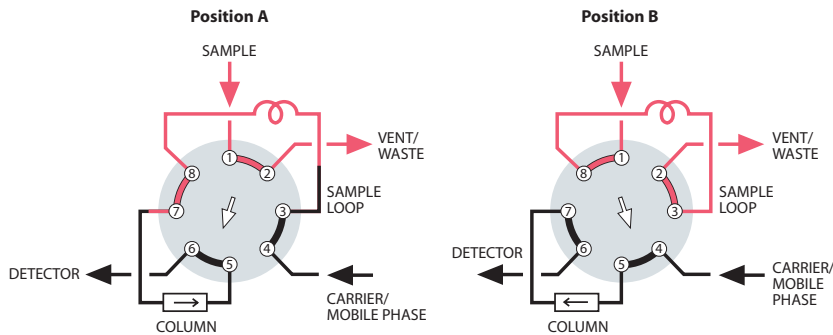 Position A
SAMPLE
VENT/
WASTE
1
2
8
SAMPLE
LOOP
7
3
6
4
5
DETECTOR
CARRIER/
MOBILE PHASE
COLUMN
Position B
SAMPLE
VENT/
WASTE
1
2
8
SAMPLE
LOOP
7
3
6
4
5
DETECTOR
CARRIER/
MOBILE
PHASE
COLUMN